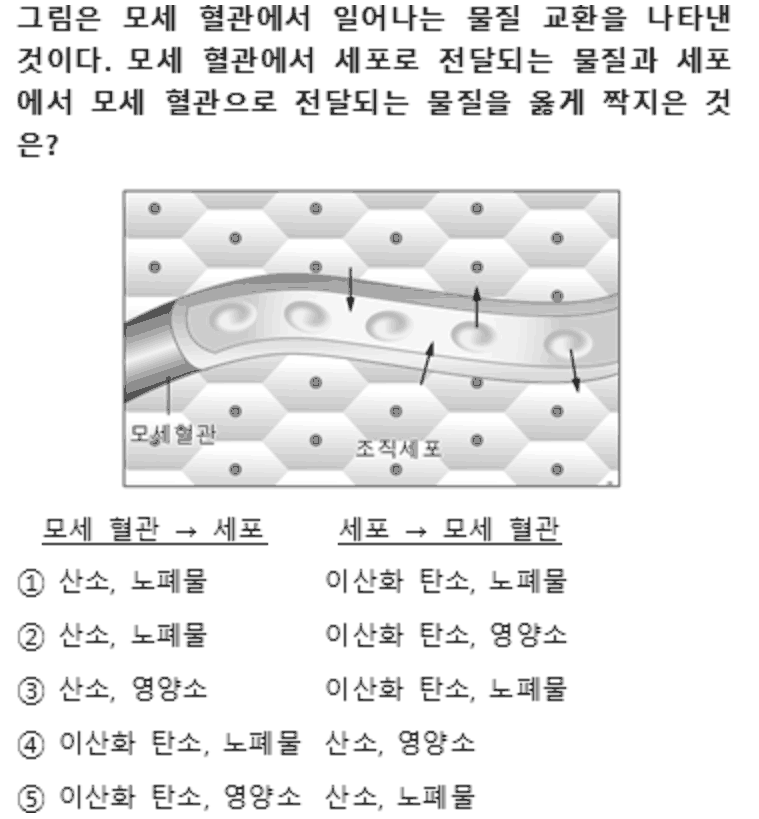 그림은 모세 혈관에서 일어나는 물질 교환을 나타낸
것이다. 모세 혈관에서 세포로 전달되는 물질과 세포
에서 모세 혈관으로 전달되는 물질을 옳게 짝지은 것
은?
모세혈관
조직세포
모세 혈관 → 세포 세포 → 모세 혈관
① 산소, 노폐물 이산화 탄소, 노폐물
② 산소, 노폐물 이산화 탄소, 영양소
③ 산소, 영양소 이산화 탄소, 노폐물
④ 이산화 탄소, 노폐물 산소, 영양소
⑤ 이산화 탄소, 영양소 산소, 노폐물